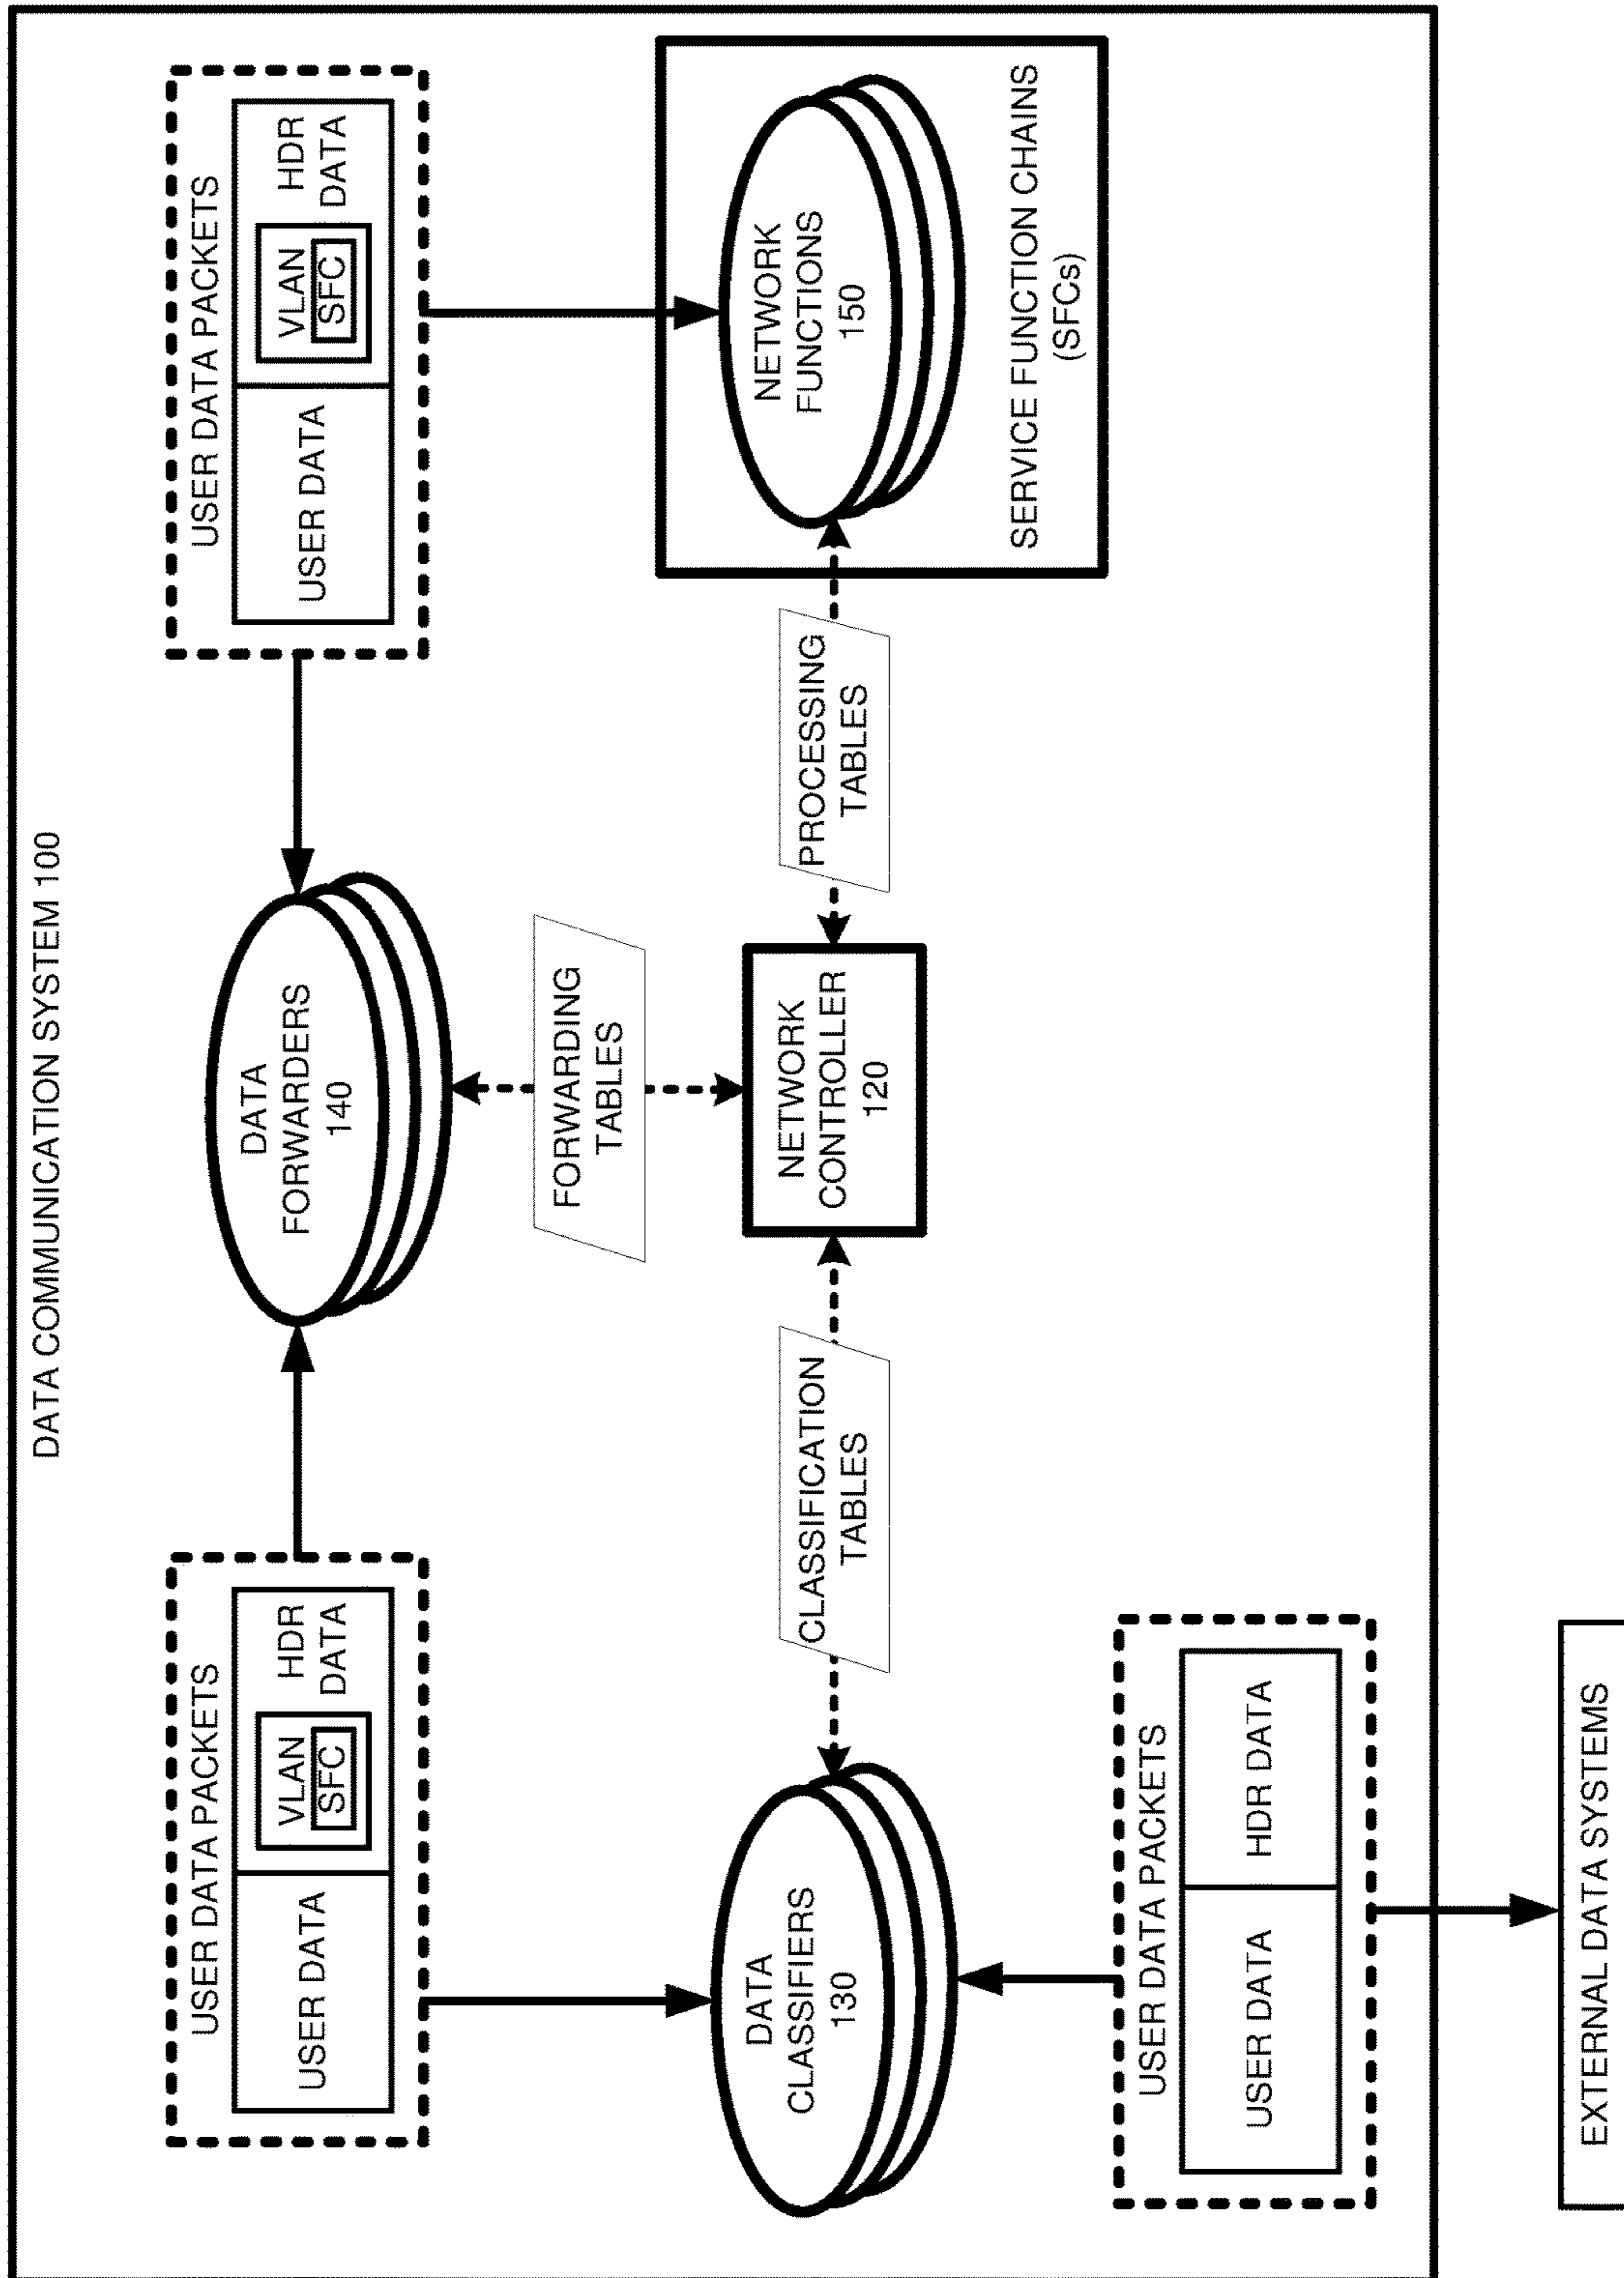 DATA COMMUNICATION SYSTEM 100
USER DATA PACKETS
USER DATA
VLAN
SFC
HDR
DATA
DATA
FORWARDERS
140
USER DATA PACKETS
USER DATA
VLAN
SFC
HDR
DATA
FORWARDING
TABLES
DATA
CLASSIFIERS
130
CLASSIFICATION
TABLES
NETWORK
CONTROLLER
120
PROCESSING
TABLES
NETWORK
FUNCTIONS
150
SERVICE FUNCTION CHAINS
(SFCs)
USER DATA PACKETS
USER DATA
HDR DATA
EXTERNAL DATA SYSTEMS